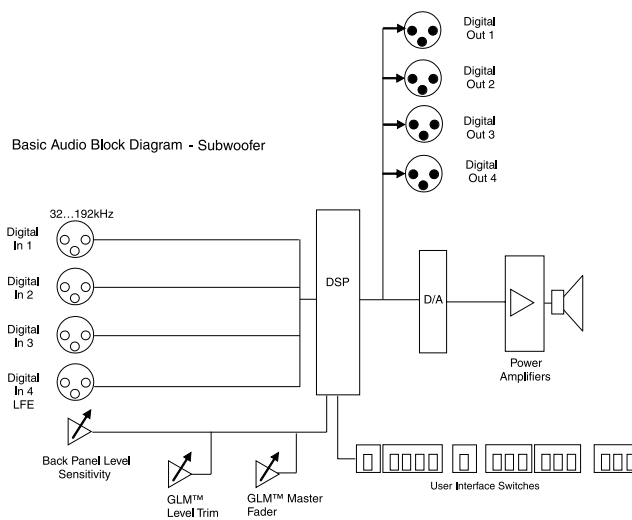 Digital
Out 1
Digital
Out 2
Digital
Out 3
Digital
Out 4
Basic Audio Block Diagram - Subwoofer
32...192kHz
Digital
In 1
Digital
In 2
Digital
In 3
Digital
In 4
LFE
DSP
D/A
Power
Amplifiers
Back Panel Level
Sensitivity
GLM™
Level Trim
GLM™ Master
Fader
User Interface Switches